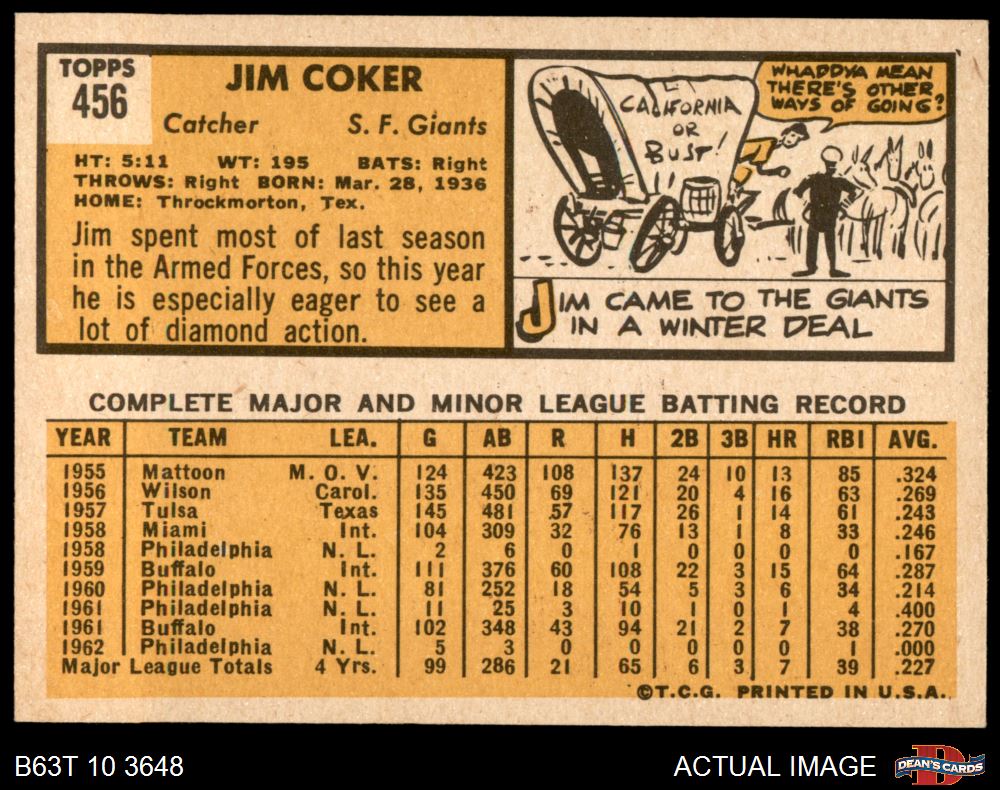 TOPPS
456
JIM COKER
Catcher S. F. Giants
HT: 5:11 WT: 195 BATS: Right
THROWS: Right BORN: Mar. 28, 1936
HOME: Throckmorton, Tex.
Jim spent most of last season
in the Armed Forces, so this year
he is especially eager to see a
lot of diamond action.
CALIFORNIA
OR
BUST!
WHADDYA MEAN
THERE'S OTHER
WAYS OF GOING?
JIM CAME TO THE GIANTS
IN A WINTER DEAL
COMPLETE MAJOR AND MINOR LEAGUE BATTING RECORD
YEAR TEAM LEA. G AB R H 2B 3B HR RBI AVG.
1955 Mattoon M. O. V. 124 423 108 137 24 10 13 85 .324
1956 Wilson Carol. 135 450 69 121 20 4 16 63 .269
1957 Tulsa Texas 145 481 57 117 26 1 14 61 .243
1958 Miami Int. 104 309 32 76 13 1 8 33 .246
1958 Philadelphia N. L. 2 6 0 1 0 0 0 0 .167
1959 Buffalo Int. 111 376 60 108 22 3 15 64 .287
1960 Philadelphia N. L. 81 252 18 54 5 3 6 34 .214
1961 Philadelphia N. L. 11 25 3 10 1 0 1 4 .400
1961 Buffalo Int. 102 348 43 94 21 2 7 38 .270
1962 Philadelphia N. L. 5 3 0 0 0 0 0 1 .000
Major League Totals 4 Yrs. 99 286 21 65 6 3 7 39 .227
©T.C.G. PRINTED IN U.S.A.
B63T 10 3648 ACTUAL IMAGE
DEAN'S CARDS